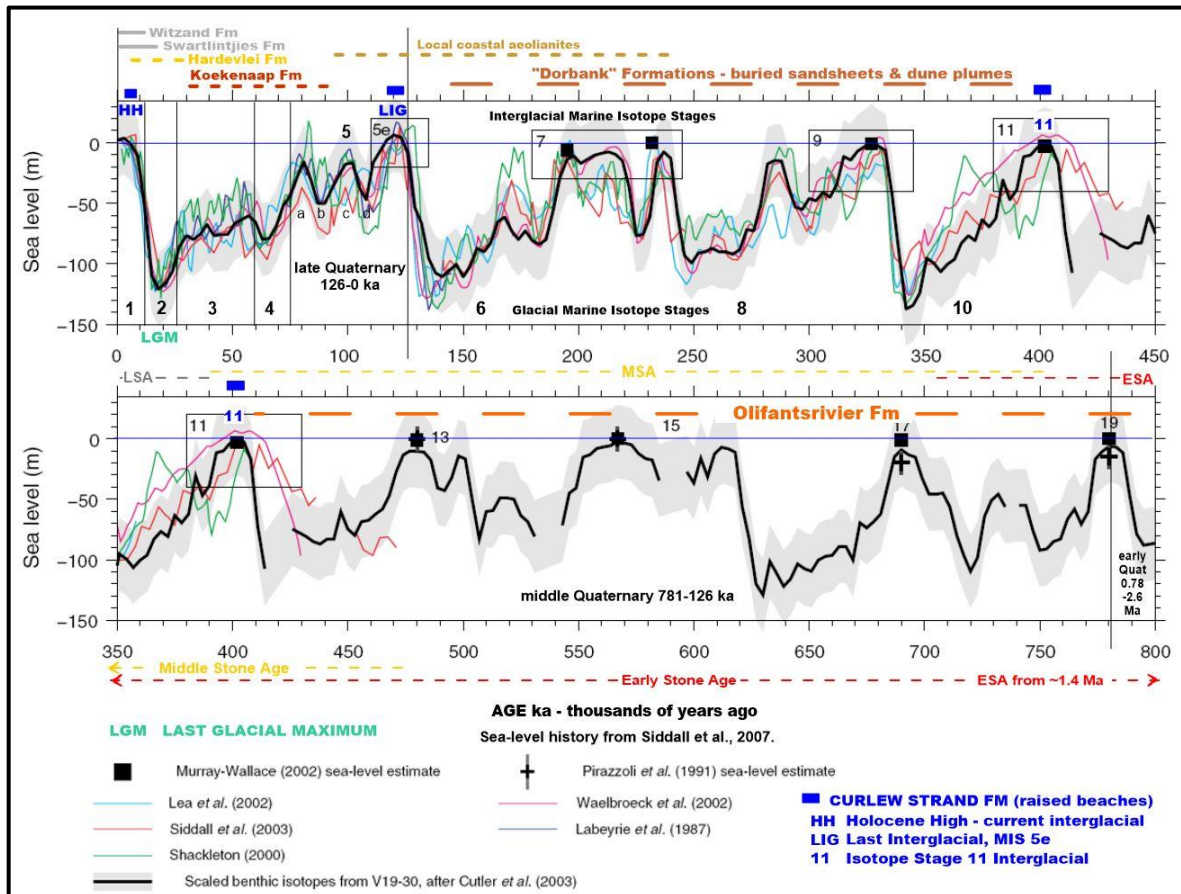 Witzand Fm
Swartlintjies Fm
Hardevlei Fm
Koekenaap Fm
Local coastal aeolianites
"Dorbank" Formations - buried sandsheets & dune plumes
HH
LIG
5
5e
Interglacial Marine Isotope Stages
7
9
11
11
Sea level (m)
0
−50
−100
−150
a
b
c
d
late Quaternary
126-0 ka
1
2
3
4
6
Glacial Marine Isotope Stages
8
10
LGM
0
50
100
150
200
250
300
350
400
450
LSA
MSA
ESA
Olifantsrivier Fm
11
11
13
15
17
19
Sea level (m)
0
−50
−100
−150
middle Quaternary 781-126 ka
early
Quat
0.78
-2.6
Ma
350
400
450
500
550
600
650
700
750
800
Middle Stone Age
Early Stone Age
ESA from ~1.4 Ma
AGE ka - thousands of years ago
LGM LAST GLACIAL MAXIMUM
Sea-level history from Siddall et al., 2007.
Murray-Wallace (2002) sea-level estimate
Pirazzoli et al. (1991) sea-level estimate
Lea et al. (2002)
Waelbroeck et al. (2002)
Siddall et al. (2003)
Labeyrie et al. (1987)
Shackleton (2000)
Scaled benthic isotopes from V19-30, after Cutler et al. (2003)
CURLEW STRAND FM (raised beaches)
HH Holocene High - current interglacial
LIG Last Interglacial, MIS 5e
11 Isotope Stage 11 Interglacial